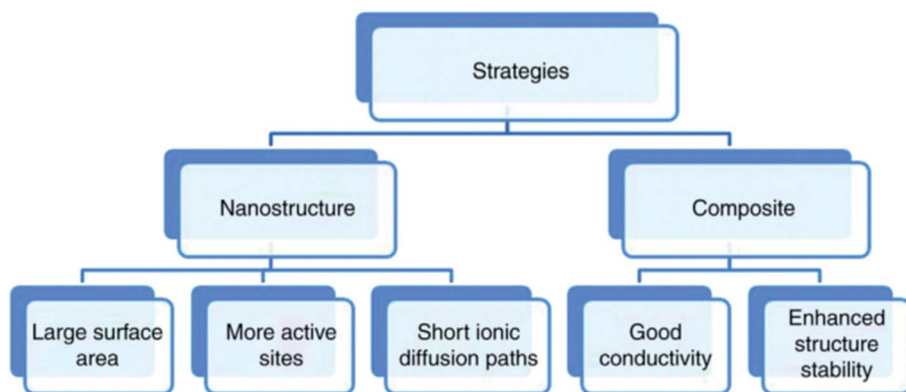 Strategies
Nanostructure
Composite
Large surface
area
More active
sites
Short ionic
diffusion paths
Good
conductivity
Enhanced
structure
stability